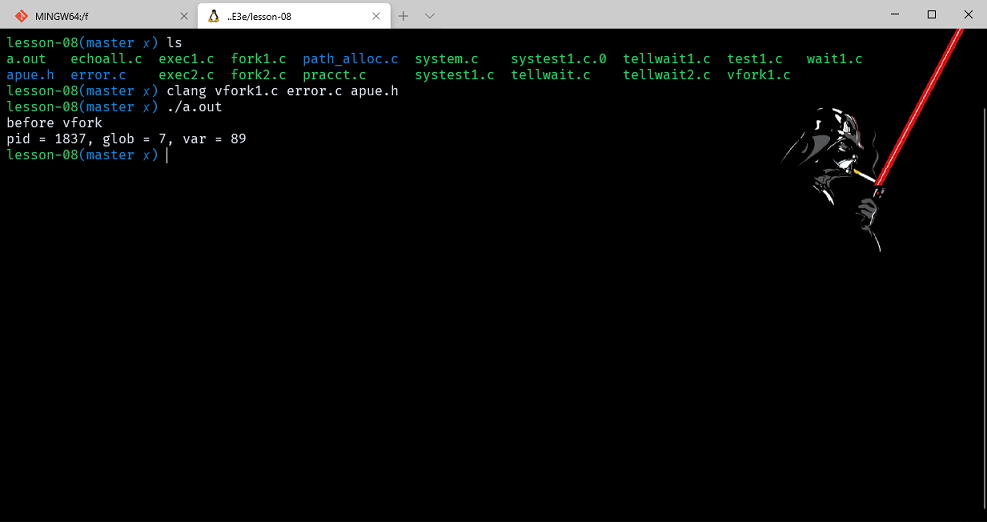 MINGW64:/f
..E3e/lesson-08
lesson-08(master x) ls
a.out echoall.c exec1.c fork1.c path_alloc.c system.c systest1.c.0 tellwait1.c test1.c wait1.c
apue.h error.c exec2.c fork2.c pracct.c systest1.c tellwait.c tellwait2.c vfork1.c
lesson-08(master x) clang vfork1.c error.c apue.h
lesson-08(master x) ./a.out
before vfork
pid = 1837, glob = 7, var = 89
lesson-08(master x)